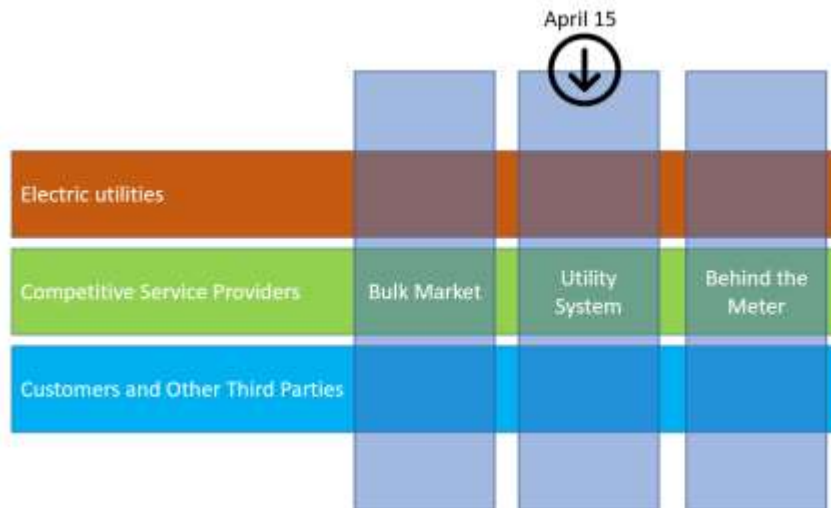 April 15
Electric utilities
Competitive Service Providers
Bulk Market
Utility
System
Behind the
Meter
Customers and Other Third Parties